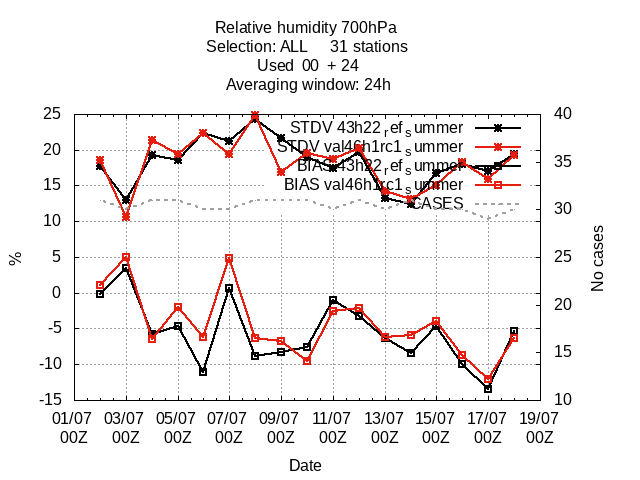 Relative humidity 700hPa
Selection: ALL 31 stations
Used 00 + 24
Averaging window: 24h
25 40
STDV 43h22_ref_summer
STDV val46h1rc1_summer
20 35
BIAS 43h22_ref_summer
BIAS val46h1rc1_summer
15
CASES
10 30
5 25
% No cases
0
20
-5
15
-10
-15 10
01/07 03/07 05/07 07/07 09/07 11/07 13/07 15/07 17/07 19/07
00Z 00Z 00Z 00Z 00Z 00Z 00Z 00Z 00Z 00Z
Date